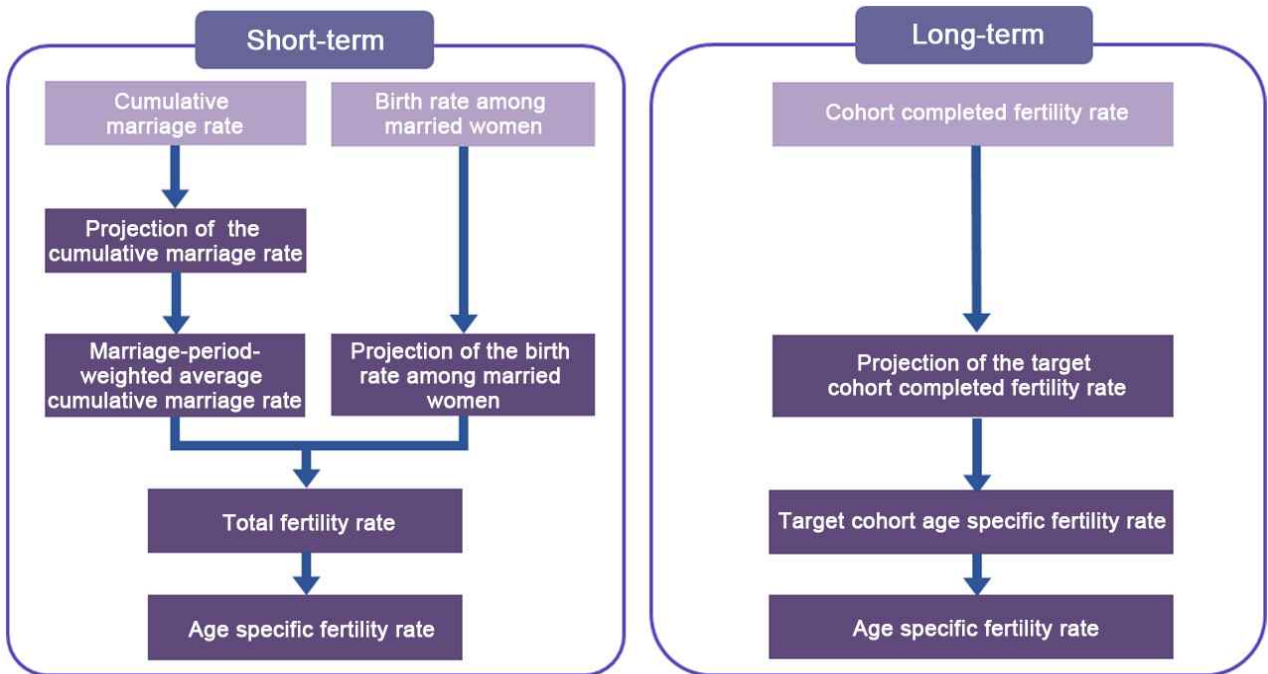 Short-term
Cumulative
marriage rate
Birth rate among
married women
Projection of the
cumulative marriage rate
Marriage-period-
weighted average
cumulative marriage rate
Projection of the birth
rate among married
women
Total fertility rate
Age specific fertility rate
Long-term
Cohort completed fertility rate
Projection of the target
cohort completed fertility rate
Target cohort age specific fertility rate
Age specific fertility rate